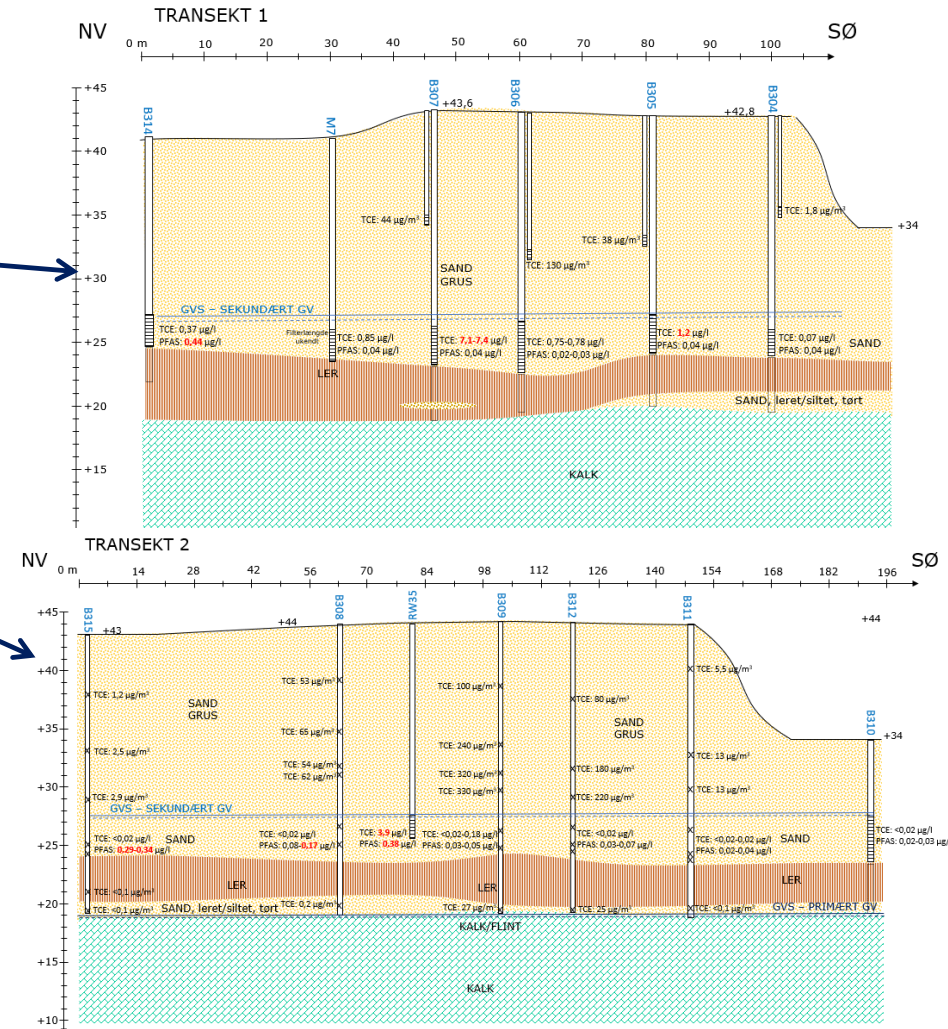 TRANSEKT 1
NV
SØ
0 m 10 20 30 40 50 60 70 80 90 100
+45
+40
+35
+30
+25
+20
+15
B314
M7
B307
B306
B305
B304
+43,6
+42,8
+34
TCE: 44 µg/m³
TCE: 130 µg/m³
TCE: 38 µg/m³
TCE: 1,8 µg/m³
SAND
GRUS
GVS – SEKUNDÆRT GV
TCE: 0,37 µg/l
PFAS: 0,44 µg/l
Filterlængde
ukendt
TCE: 0,85 µg/l
PFAS: 0,04 µg/l
TCE: 7,1-7,4 µg/l
PFAS: 0,04 µg/l
TCE: 0,75-0,78 µg/l
PFAS: 0,02-0,03 µg/l
TCE: 1,2 µg/l
PFAS: 0,04 µg/l
TCE: 0,07 µg/l
PFAS: 0,04 µg/l
SAND
LER
SAND, leret/siltet, tørt
KALK
TRANSEKT 2
NV
SØ
0 m 14 28 42 56 70 84 98 112 126 140 154 168 182 196
+45
+40
+35
+30
+25
+20
+15
+10
B315
B308
RW35
B309
B312
B311
B310
+43
+44
+44
+34
TCE: 1,2 µg/m³
TCE: 2,5 µg/m³
TCE: 2,9 µg/m³
TCE: <0,02 µg/l
PFAS: 0,29-0,34 µg/l
TCE: <0,1 µg/m³
TCE: <0,1 µg/m³
SAND
GRUS
GVS – SEKUNDÆRT GV
SAND
TCE: 53 µg/m³
TCE: 65 µg/m³
TCE: 54 µg/m³
TCE: 62 µg/m³
TCE: <0,02 µg/l
PFAS: 0,08-0,17 µg/l
TCE: 0,2 µg/m³
TCE: 3,9 µg/l
PFAS: 0,38 µg/l
TCE: 100 µg/m³
TCE: 240 µg/m³
TCE: 320 µg/m³
TCE: 330 µg/m³
TCE: <0,02-0,18 µg/l
PFAS: 0,03-0,05 µg/l
TCE: 27 µg/m³
TCE: 80 µg/m³
TCE: 180 µg/m³
TCE: 220 µg/m³
TCE: <0,02 µg/l
PFAS: 0,03-0,07 µg/l
TCE: 25 µg/m³
SAND
GRUS
TCE: 5,5 µg/m³
TCE: 13 µg/m³
TCE: 13 µg/m³
TCE: <0,02-0,02 µg/l
PFAS: 0,02-0,04 µg/l
TCE: <0,1 µg/m³
SAND
TCE: <0,02 µg/l
PFAS: 0,02-0,03 µg/
LER
LER
LER
SAND, leret/siltet, tørt
GVS – PRIMÆRT GV
KALK/FLINT
KALK